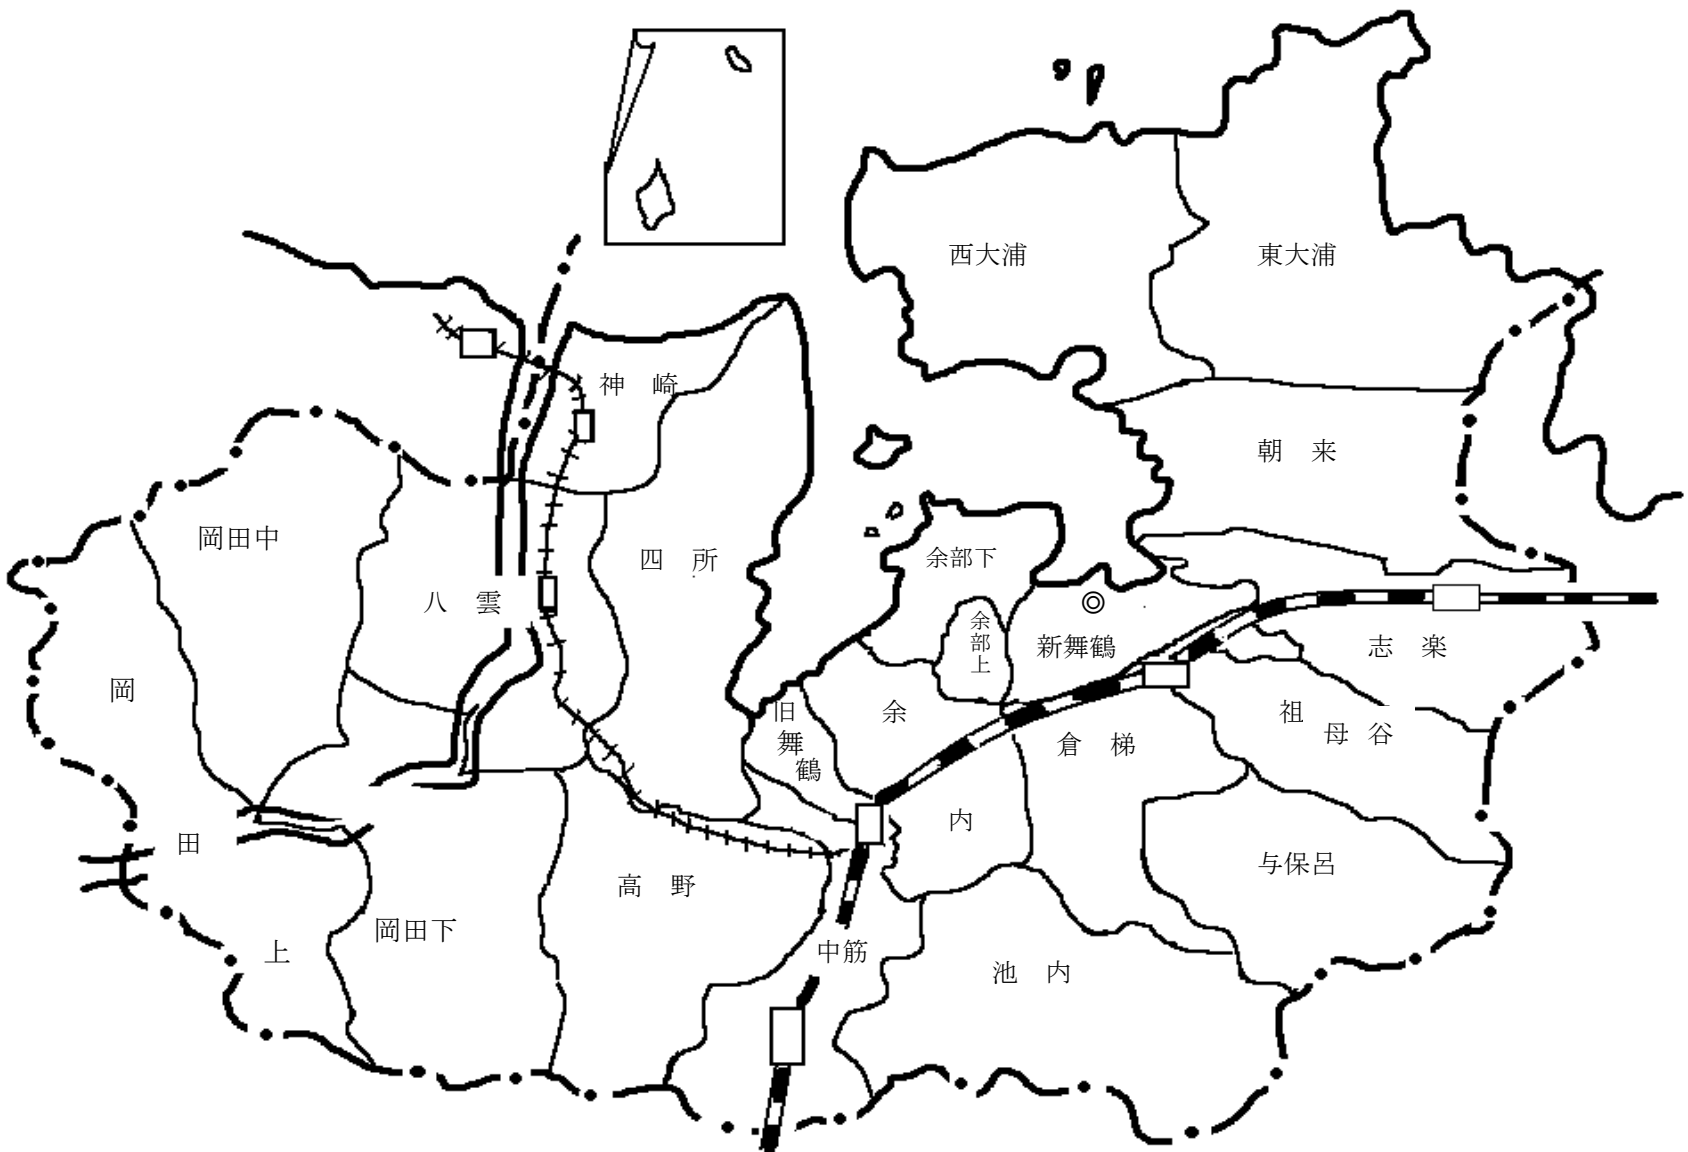 西大浦
東大浦
神 崎
朝 来
岡田中
四 所
余部下
八 雲
余部上
新舞鶴
志 楽
岡田上
旧舞鶴
余内
倉 梯
祖母谷
高 野
与保呂
岡田下
中筋
池 内